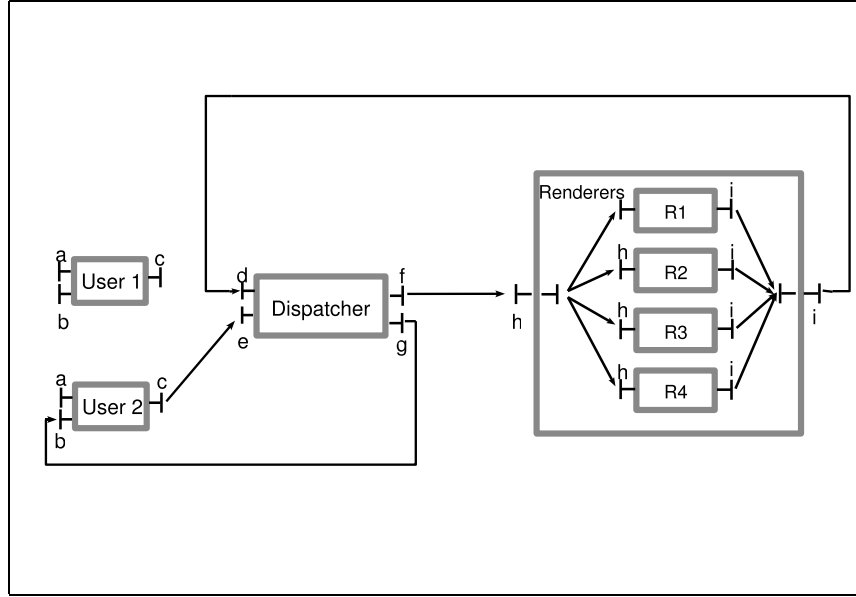 Renderers
i
R1
h
i
R2
h
i
R3
h
i
R4
h
i
a
User 1
c
b
a
User 2
c
b
d
e
Dispatcher
f
g